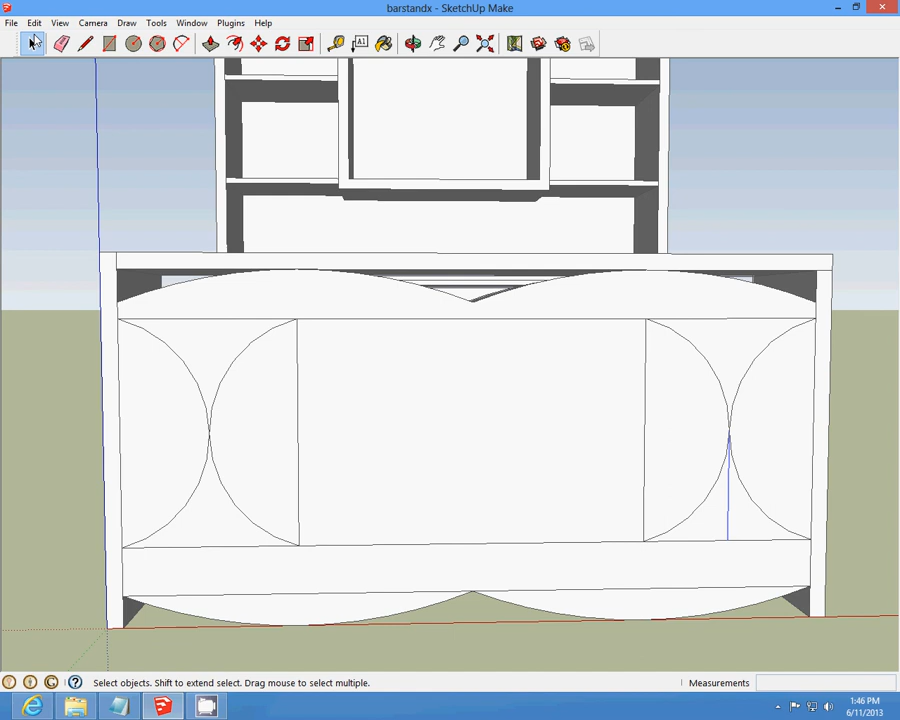 barstandx - SketchUp Make
File Edit View Camera Draw Tools Window Plugins Help
A1
Select objects. Shift to extend select. Drag mouse to select multiple.
Measurements
1:46 PM
6/11/2013